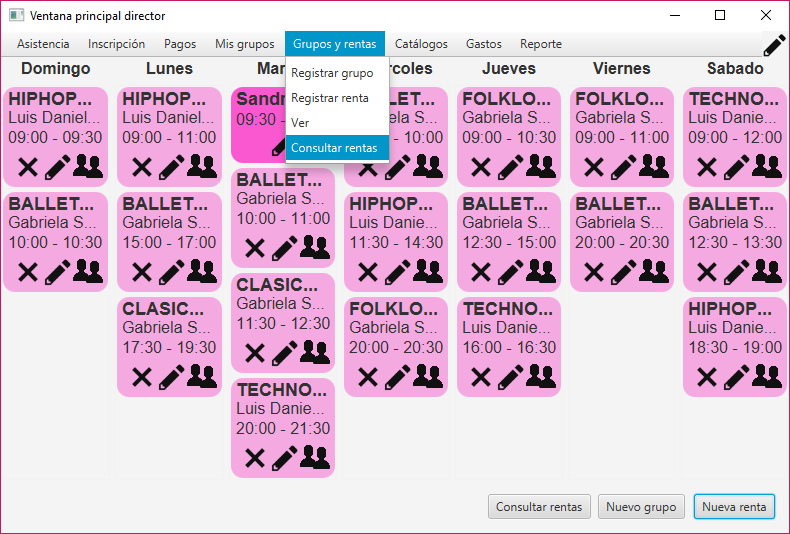 Ventana principal director
Asistencia Inscripción Pagos Mis grupos Grupos y rentas Catálogos Gastos Reporte
Registrar grupo
Registrar renta
Ver
Consultar rentas
Domingo
HIPHOP...
Luis Daniel...
09:00 - 09:30
BALLET...
Gabriela S...
10:00 - 10:30
Lunes
HIPHOP...
Luis Daniel...
09:00 - 11:00
BALLET...
Gabriela S...
15:00 - 17:00
CLASIC...
Gabriela S...
17:30 - 19:30
Mar
Sandr
09:30 -
BALLET...
Gabriela S...
10:00 - 11:00
CLASIC...
Gabriela S...
11:30 - 12:30
TECHNO...
Luis Danie...
20:00 - 21:30
rcoles
LET...
S...
- 10:00
HIPHOP...
Luis Danie...
11:30 - 14:30
FOLKLO...
Gabriela S...
20:00 - 20:30
Jueves
FOLKLO...
Gabriela S...
09:00 - 10:30
BALLET...
Gabriela S...
12:30 - 15:00
TECHNO...
Luis Danie...
16:00 - 16:30
Viernes
FOLKLO...
Gabriela S...
09:00 - 11:00
BALLET...
Gabriela S...
20:00 - 20:30
Sabado
TECHNO...
Luis Danie...
09:00 - 12:00
BALLET...
Gabriela S...
12:30 - 13:30
HIPHOP...
Luis Danie...
18:30 - 19:00
Consultar rentas Nuevo grupo Nueva renta